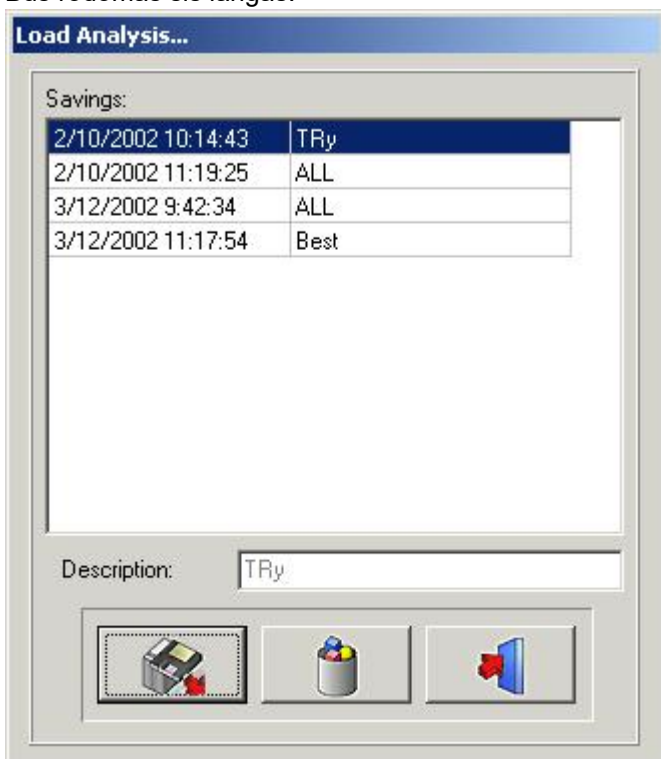 Load Analysis...
Savings:
2/10/2002 10:14:43 TRy
2/10/2002 11:19:25 ALL
3/12/2002 9:42:34 ALL
3/12/2002 11:17:54 Best
Description: TRy